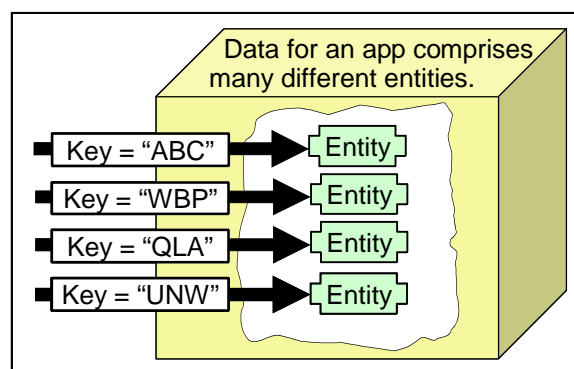 Data for an app comprises
many different entities.
Key = “ABC” Entity
Key = “WBP” Entity
Key = “QLA” Entity
Key = “UNW” Entity